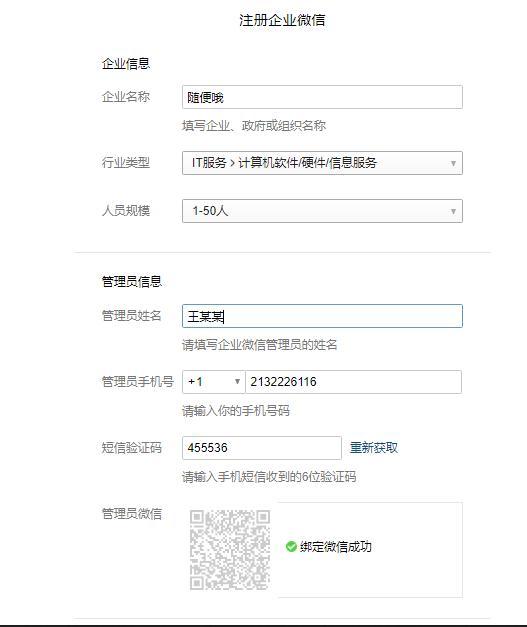 注册企业微信
企业信息
企业名称 随便哦
填写企业、政府或组织名称
行业类型 IT服务 > 计算机软件/硬件/信息服务
人员规模 1-50人
管理员信息
管理员姓名 王某某
请填写企业微信管理员的姓名
管理员手机号 +1 2132226116
请输入你的手机号码
短信验证码 455536 重新获取
请输入手机短信收到的6位验证码
管理员微信 绑定微信成功